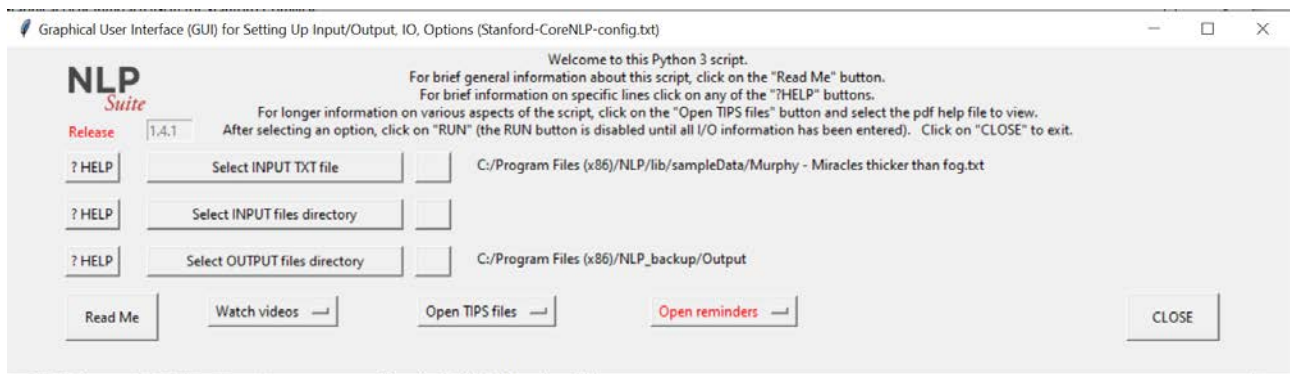 Graphical User Interface (GUI) for Setting Up Input/Output, IO, Options (Stanford-CoreNLP-config.txt)
NLP
Suite
Welcome to this Python 3 script.
For brief general information about this script, click on the "Read Me" button.
For brief information on specific lines click on any of the "?HELP" buttons.
For longer information on various aspects of the script, click on the "Open TIPS files" button and select the pdf help file to view.
Release 1.4.1 After selecting an option, click on "RUN" (the RUN button is disabled until all I/O information has been entered). Click on "CLOSE" to exit.
? HELP Select INPUT TXT file C:/Program Files (x86)/NLP/lib/sampleData/Murphy - Miracles thicker than fog.txt
? HELP Select INPUT files directory
? HELP Select OUTPUT files directory C:/Program Files (x86)/NLP_backup/Output
Read Me Watch videos Open TIPS files Open reminders CLOSE